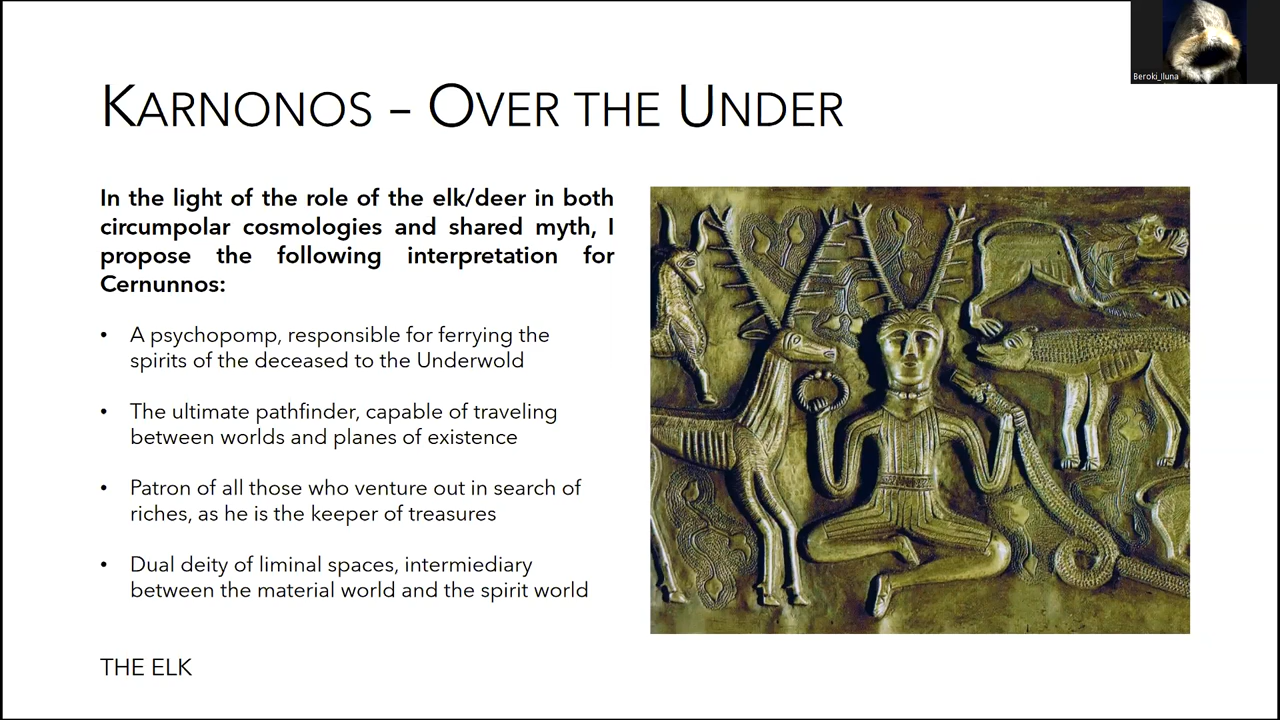 Beroki_Iluna
KARNONOS – OVER THE UNDER
In the light of the role of the elk/deer in both
circumpolar cosmologies and shared myth, I
propose the following interpretation for
Cernunnos:
• A psychopomp, responsible for ferrying the
spirits of the deceased to the Underwold
• The ultimate pathfinder, capable of traveling
between worlds and planes of existence
• Patron of all those who venture out in search of
riches, as he is the keeper of treasures
• Dual deity of liminal spaces, intermiediary
between the material world and the spirit world
THE ELK